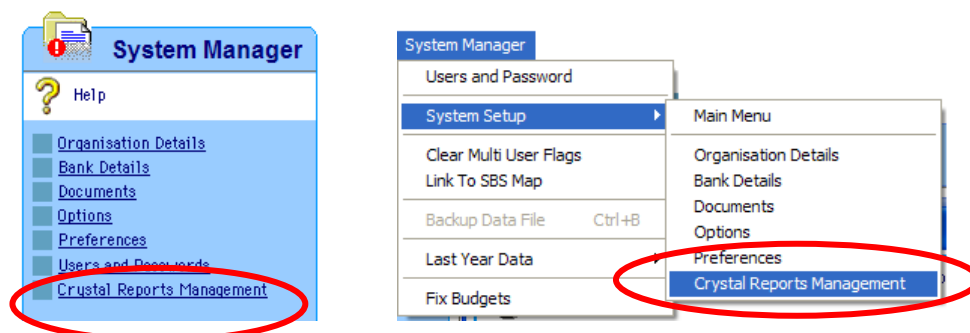 System Manager
Help
Organisation Details
Bank Details
Documents
Options
Preferences
Users and Passwords
Crystal Reports Management
System Manager
Users and Password
System Setup
Clear Multi User Flags
Link To SBS Map
Backup Data File Ctrl+B
Last Year Data
Fix Budgets
Main Menu
Organisation Details
Bank Details
Documents
Options
Preferences
Crystal Reports Management